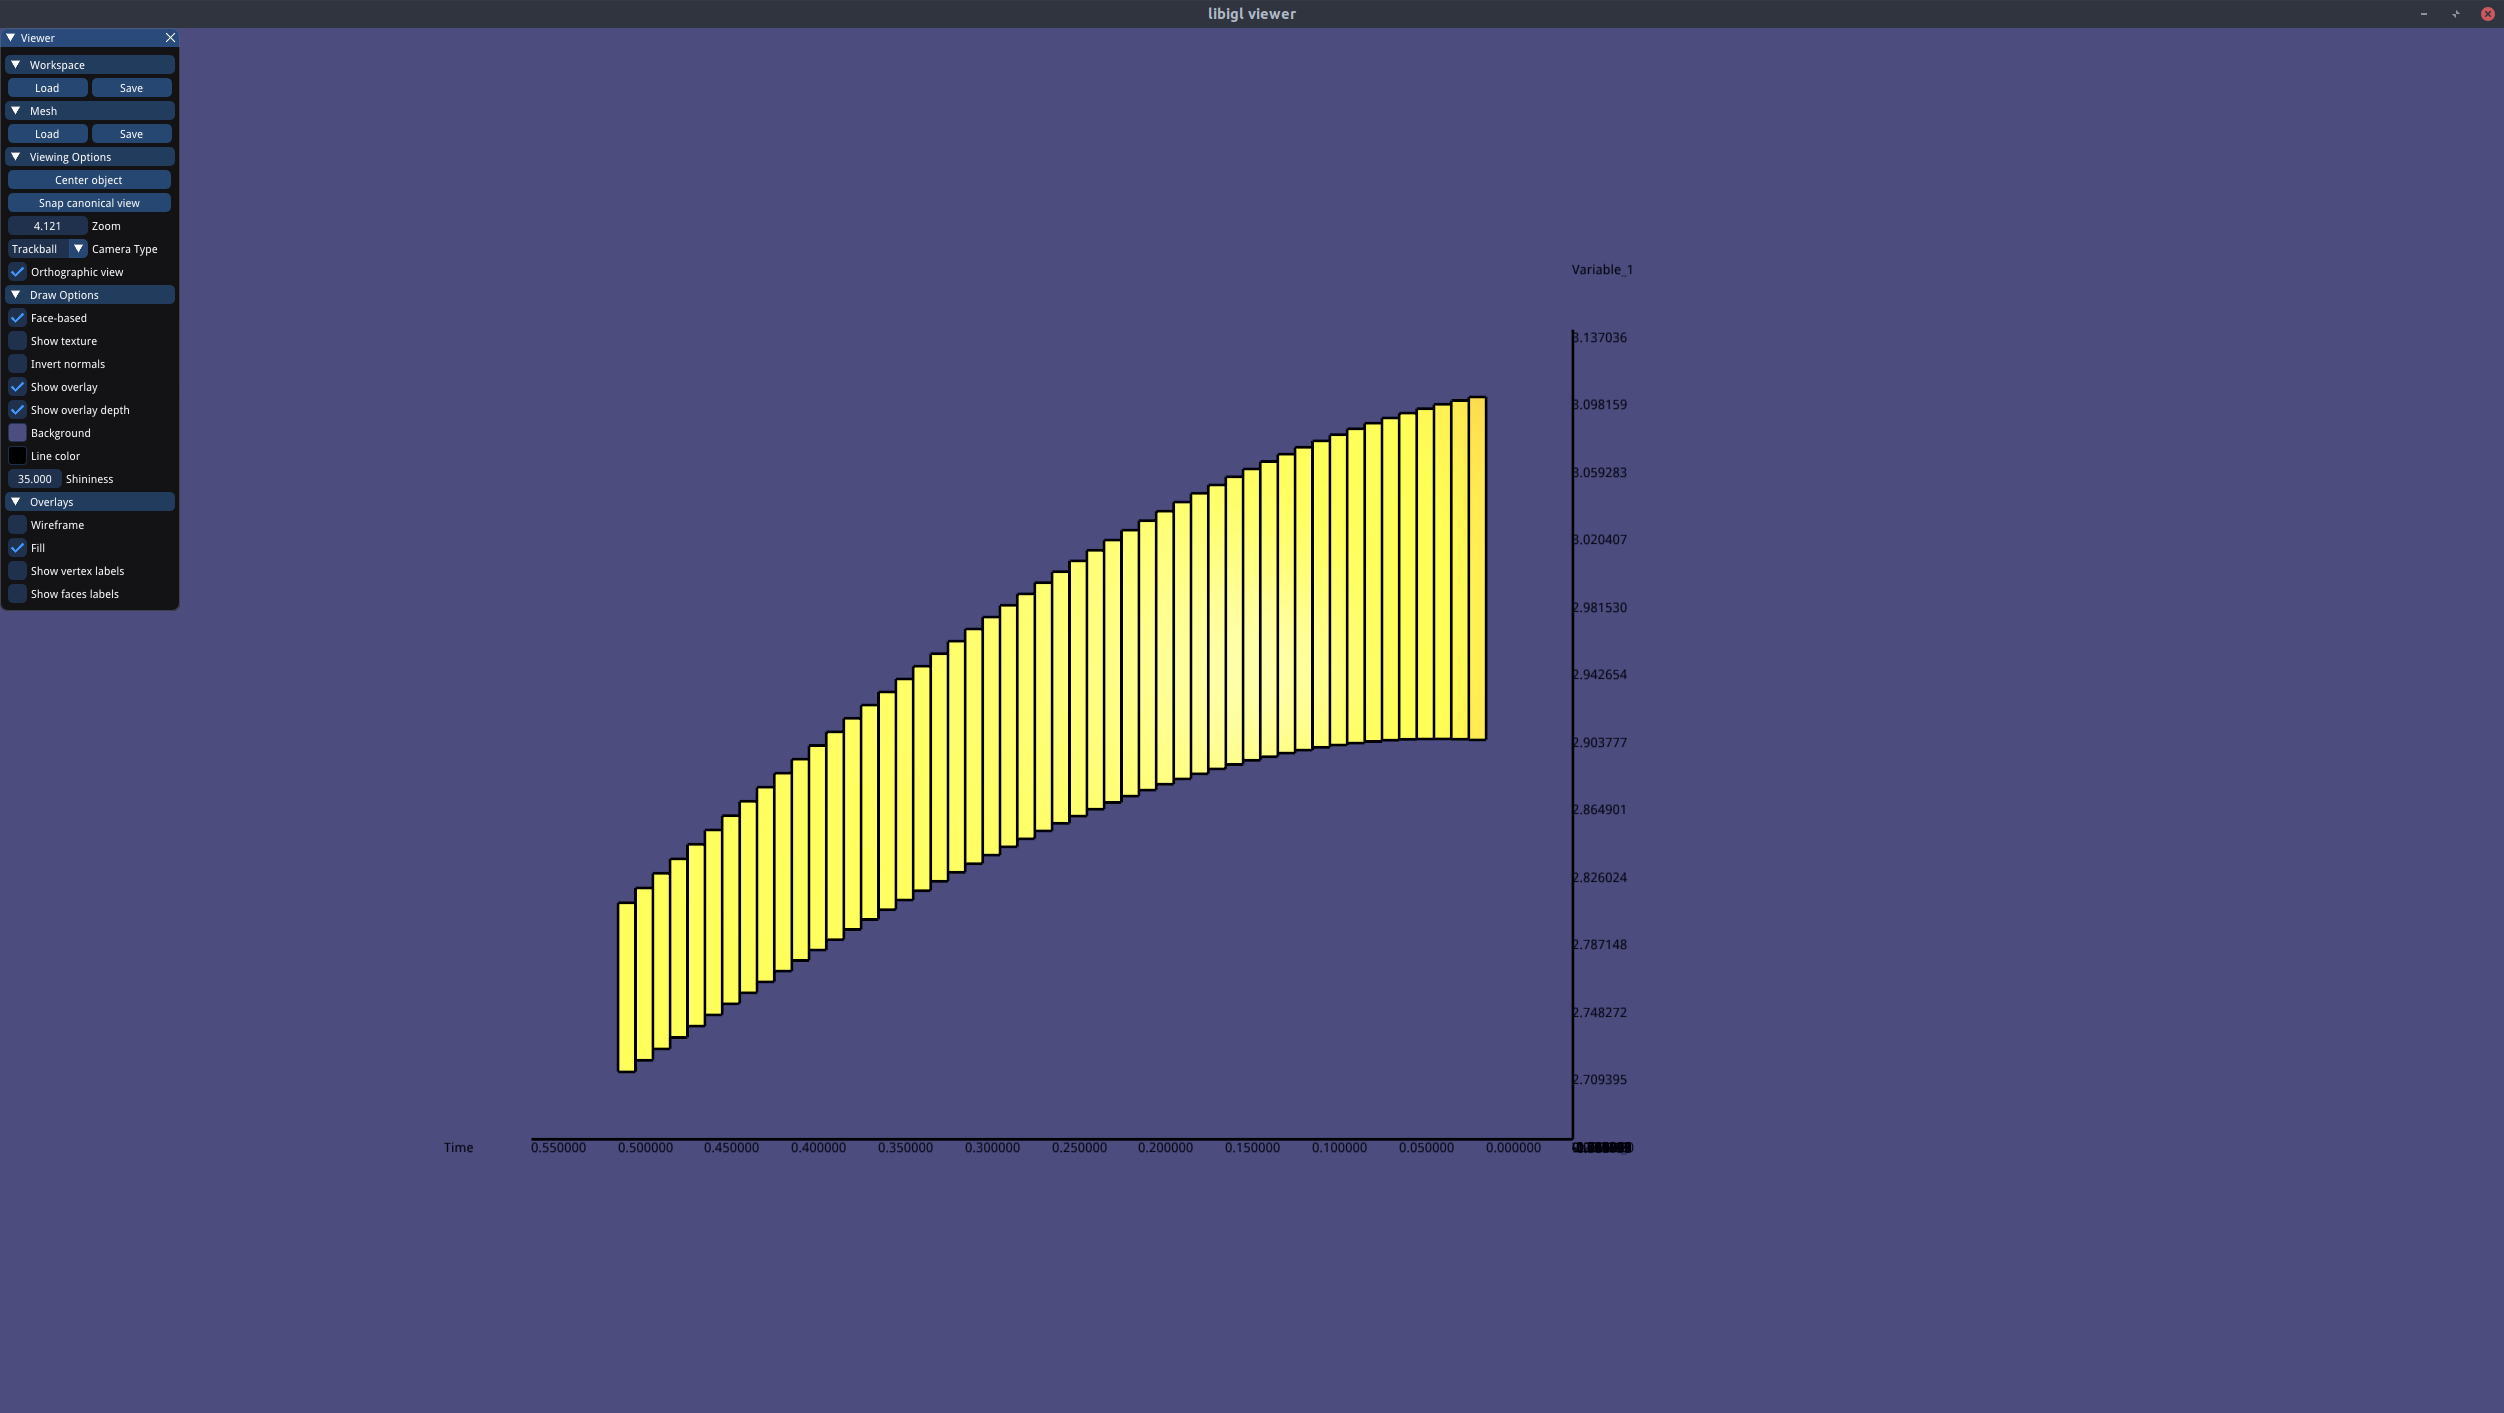 libigl viewer
Viewer
Workspace
Load Save
Mesh
Load Save
Viewing Options
Center object
Snap canonical view
4.121 Zoom
Trackball Camera Type
Orthographic view
Draw Options
Face-based
Show texture
Invert normals
Show overlay
Show overlay depth
Background
Line color
35.000 Shininess
Overlays
Wireframe
Fill
Show vertex labels
Show faces labels
Variable_1
3.137036
3.098159
3.059283
3.020407
2.981530
2.942654
2.903777
2.864901
2.826024
2.787148
2.748272
2.709395
Time 0.550000 0.500000 0.450000 0.400000 0.350000 0.300000 0.250000 0.200000 0.150000 0.100000 0.050000 0.000000